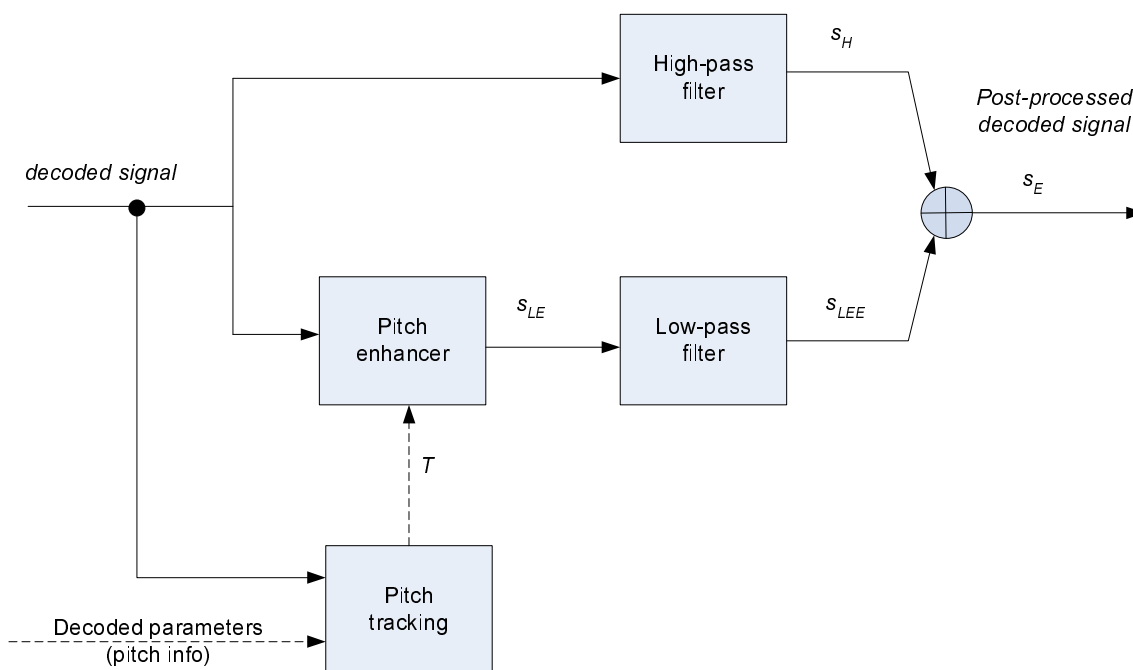 s_H
High-pass
filter
Post-processed
decoded signal
decoded signal
s_E
s_LE
s_LEE
Pitch
enhancer
Low-pass
filter
T
Pitch
tracking
Decoded parameters
(pitch info)